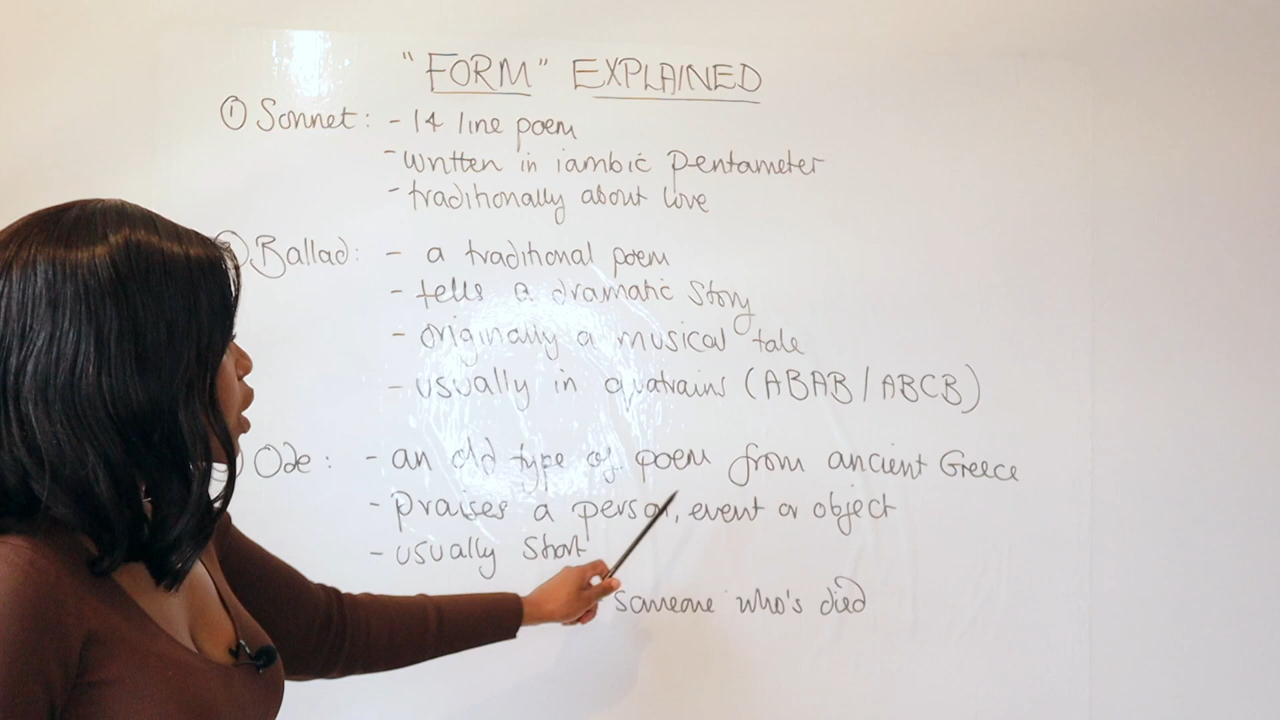 "FORM" EXPLAINED
① Sonnet: - 14 line poem
- written in iambic pentameter
- traditionally about love
Ballad: - a traditional poem
- tells a dramatic story
- originally a musical tale
- usually in quatrains (ABAB/ABCB)
Ode: - an old type of poem from ancient Greece
- praises a person, event or object
- usually short
someone who's died